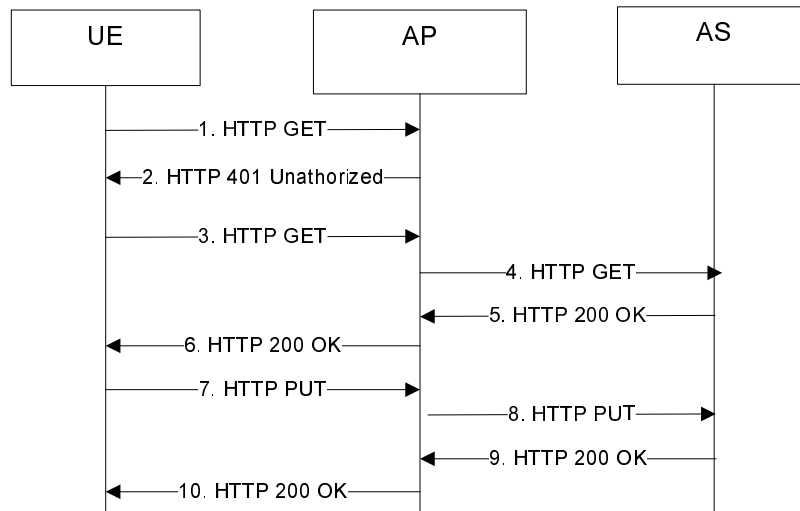 UE
AP
AS
1. HTTP GET
2. HTTP 401 Unathorized
3. HTTP GET
4. HTTP GET
5. HTTP 200 OK
6. HTTP 200 OK
7. HTTP PUT
8. HTTP PUT
9. HTTP 200 OK
10. HTTP 200 OK